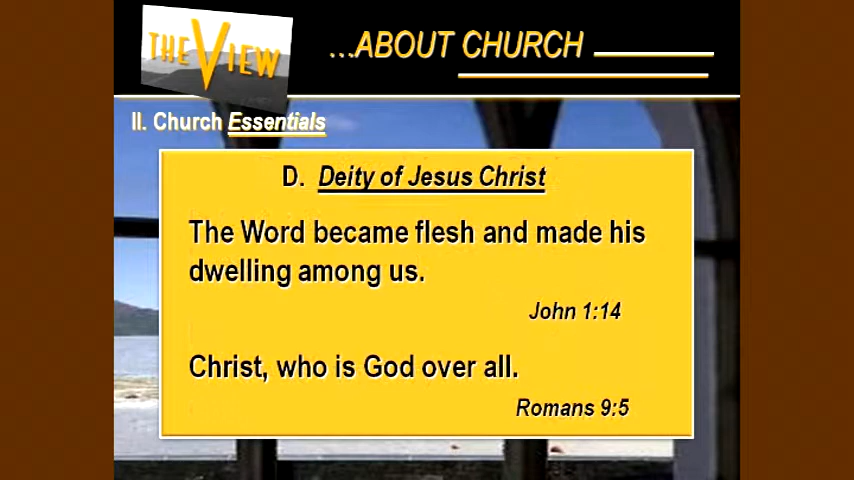 THE VIEW
...ABOUT CHURCH
II. Church Essentials
D. Deity of Jesus Christ
The Word became flesh and made his
dwelling among us.
John 1:14
Christ, who is God over all.
Romans 9:5